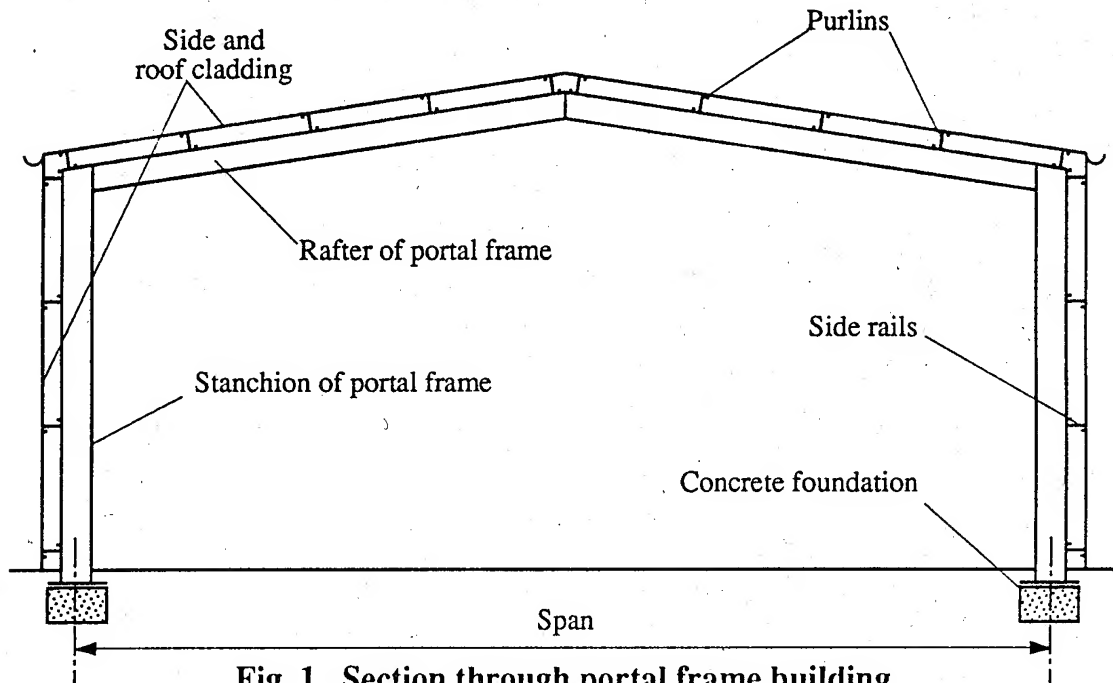 Purlins
Side and
roof cladding
Rafter of portal frame
Side rails
Stanchion of portal frame
Concrete foundation
Span
Fig. 1 Section through portal frame building